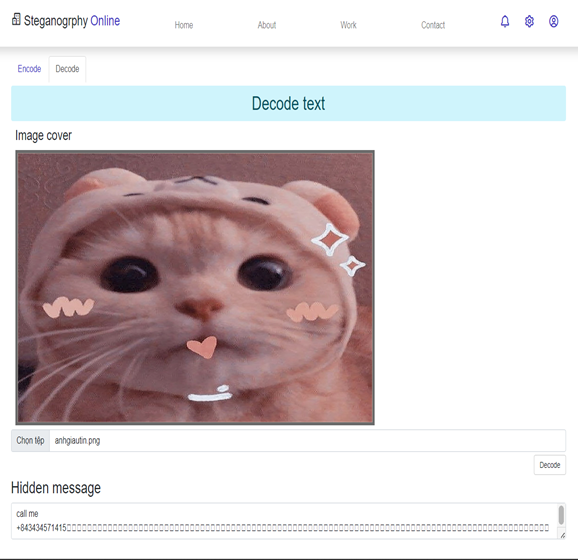 Steganogrphy Online
Home
About
Work
Contact
Encode
Decode
Decode text
Image cover
Chọn tệp
anhgiautin.png
Decode
Hidden message
call me
+843434571415